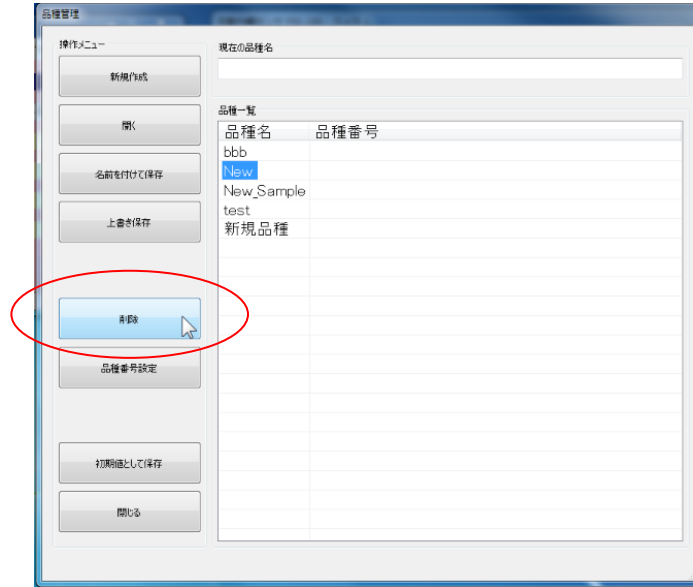 品種管理
操作メニュー
新規作成
開く
名前を付けて保存
上書き保存
削除
品種番号設定
初期値として保存
閉じる
現在の品種名
品種一覧
品種名 品種番号
bbb
New
New_Sample
test
新規品種